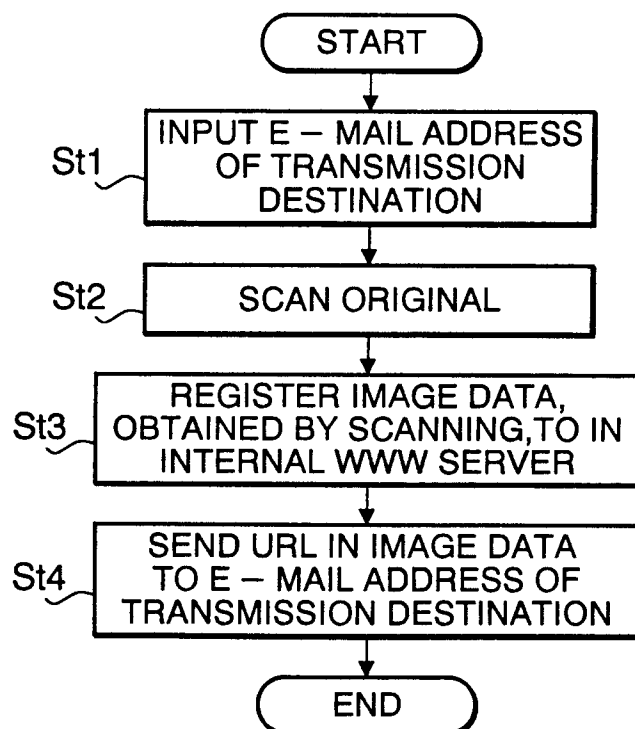 START
St1
INPUT E – MAIL ADDRESS
OF TRANSMISSION
DESTINATION
St2
SCAN ORIGINAL
St3
REGISTER IMAGE DATA,
OBTAINED BY SCANNING,TO IN
INTERNAL WWW SERVER
St4
SEND URL IN IMAGE DATA
TO E – MAIL ADDRESS OF
TRANSMISSION DESTINATION
END